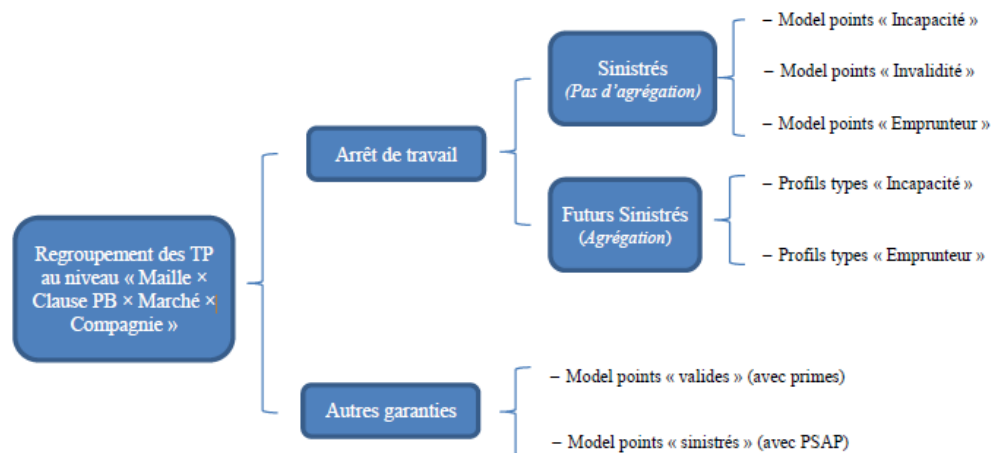 Regroupement des TP
au niveau « Maille ×
Clause PB × Marché ×
Compagnie »
Arrêt de travail
Sinistrés
(Pas d'agrégation)
– Model points « Incapacité »
– Model points « Invalidité »
– Model points « Emprunteur »
Futurs Sinistrés
(Agrégation)
– Profils types « Incapacité »
– Profils types « Emprunteur »
Autres garanties
– Model points « valides » (avec primes)
– Model points « sinistrés » (avec PSAP)